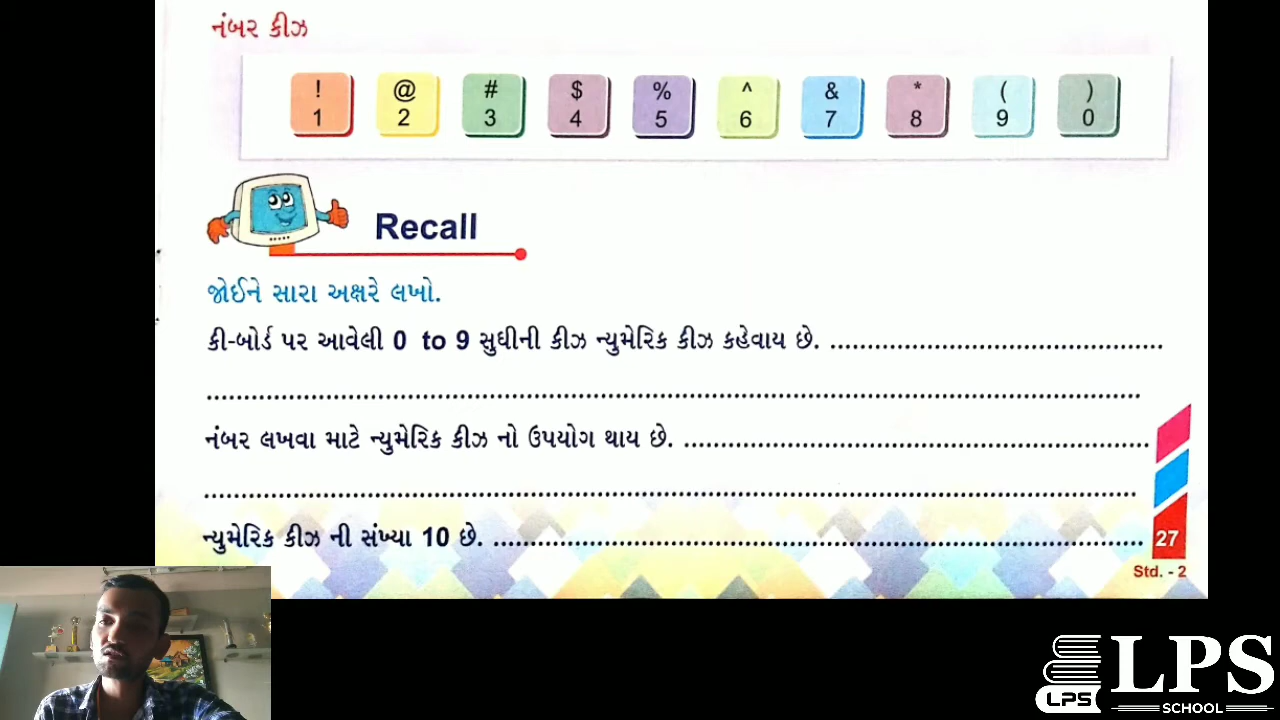 નંબર કીઝ
! @ # $ % ^ & * ( )
1 2 3 4 5 6 7 8 9 0
Recall
જોઈને સારા અક્ષરે લખો.
કી-બોર્ડ પર આવેલી 0 to 9 સુધીની કીઝ ન્યુમેરિક કીઝ કહેવાય છે. ..............................................
..............................................................................................................................
નંબર લખવા માટે ન્યુમેરિક કીઝ નો ઉપયોગ થાય છે. ..............................................................
..............................................................................................................................
ન્યુમેરિક કીઝ ની સંખ્યા 10 છે. .......................................................................................
27
Std. - 2
LPS
LPS
SCHOOL